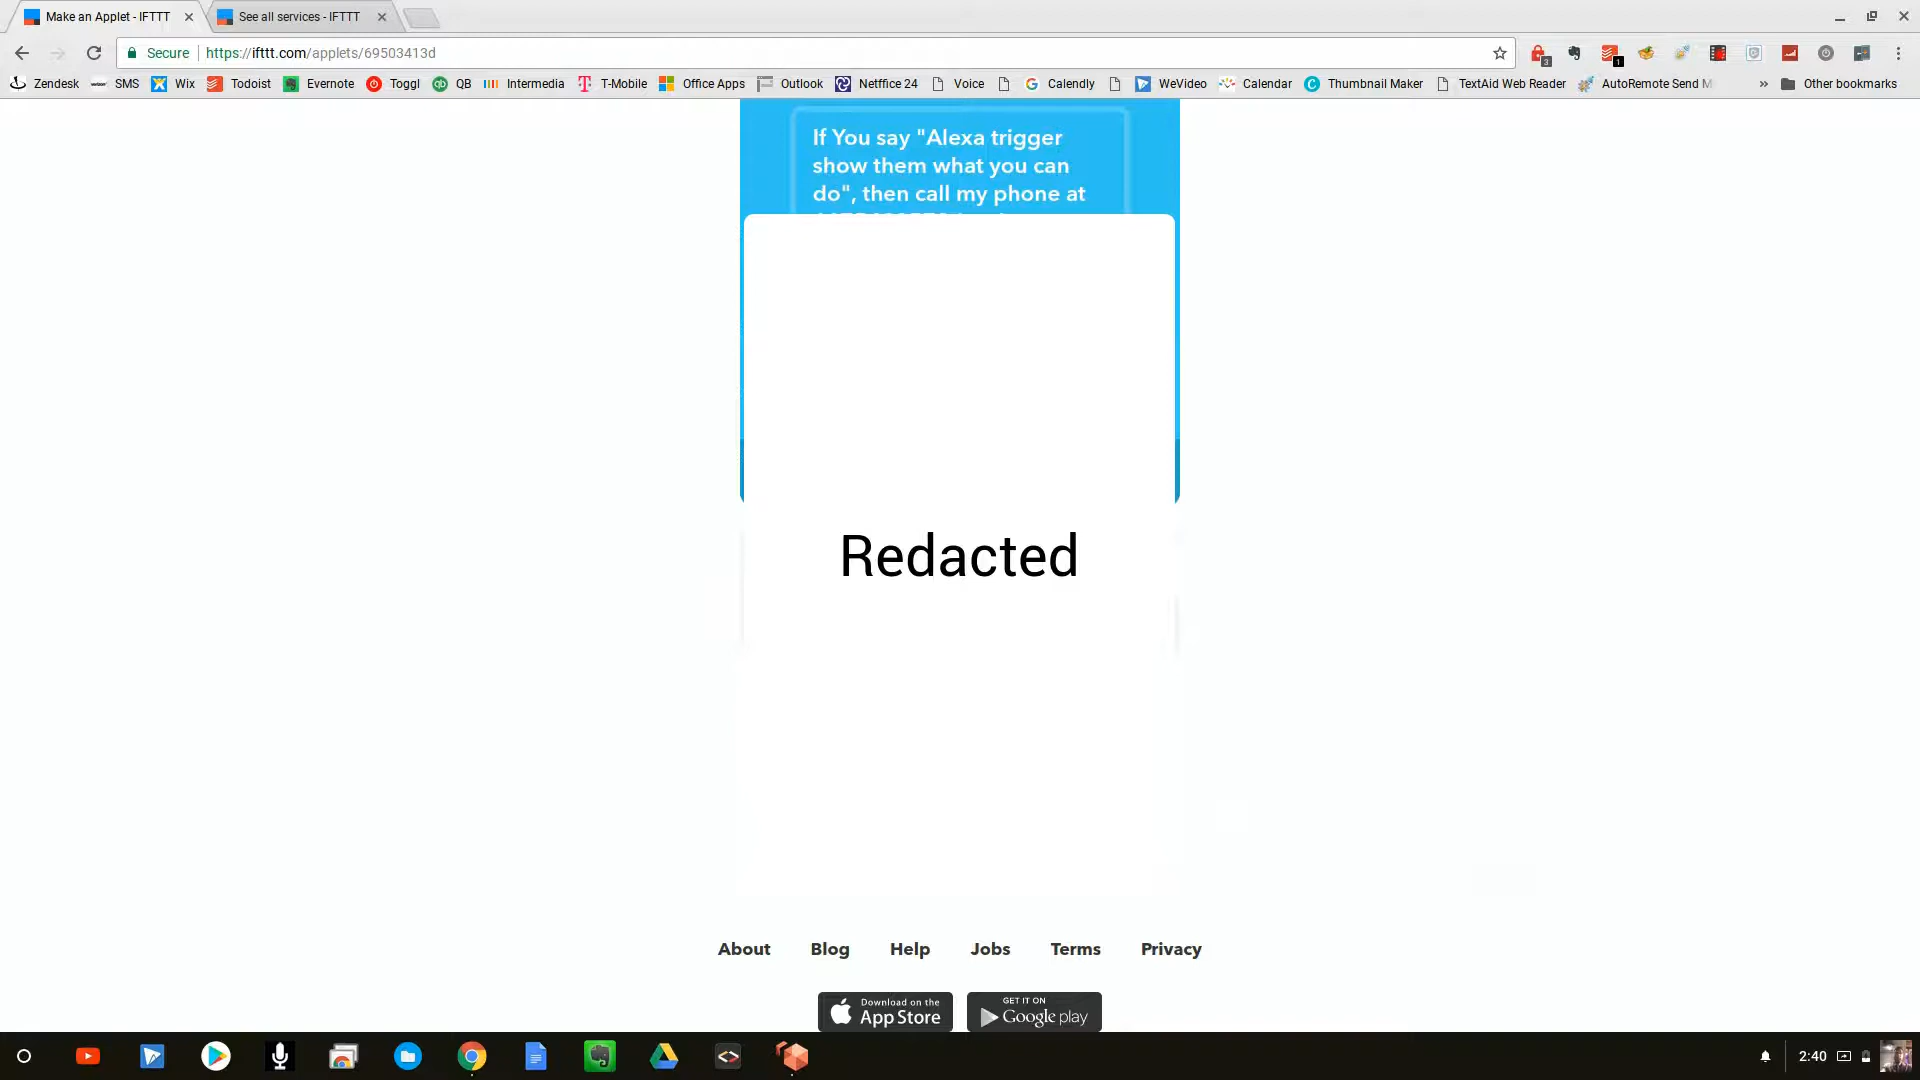 Make an Applet - IFTTT
See all services - IFTTT
Secure
https://ifttt.com/applets/69503413d
3
1
Zendesk
SMS
Wix
Todoist
Evernote
Toggl
QB
Intermedia
T-Mobile
Office Apps
Outlook
Netffice 24
Voice
Calendly
WeVideo
Calendar
Thumbnail Maker
TextAid Web Reader
AutoRemote Send M
Other bookmarks
If You say "Alexa trigger
show them what you can
do", then call my phone at
Redacted
About
Blog
Help
Jobs
Terms
Privacy
Download on the
App Store
GET IT ON
Google play
2:40